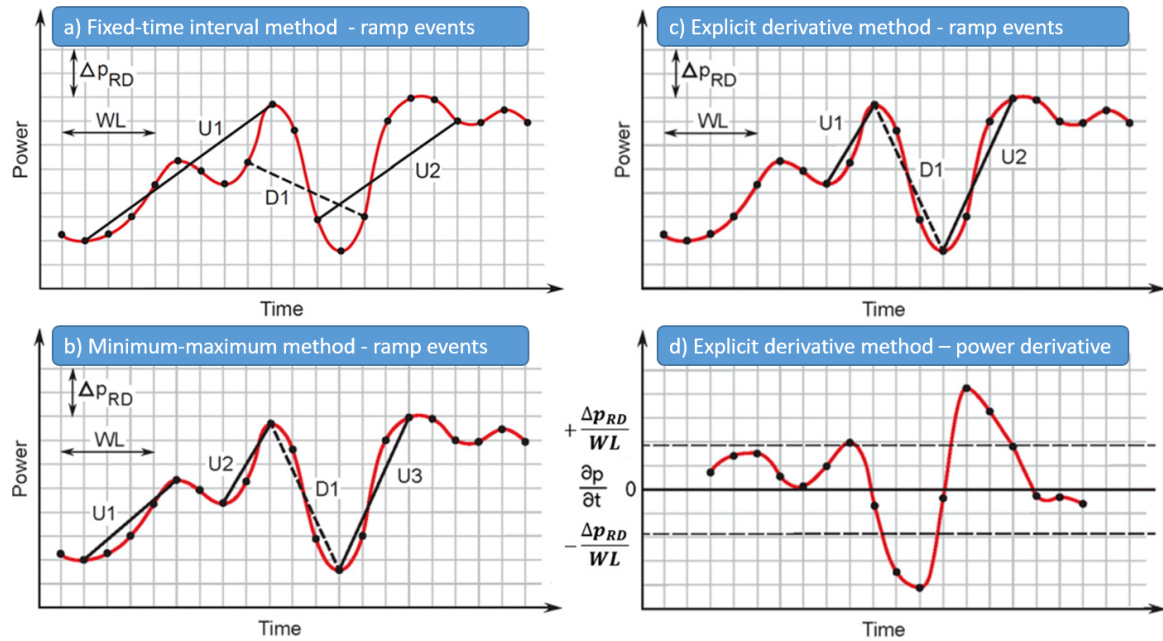 a) Fixed-time interval method - ramp events
Δp_RD
WL
U1
D1
U2
Power
Time
b) Minimum-maximum method - ramp events
Δp_RD
WL
U1
U2
D1
U3
Power
Time
c) Explicit derivative method - ramp events
Δp_RD
WL
U1
D1
U2
Power
Time
d) Explicit derivative method – power derivative
+ Δp_RD
WL
∂p
∂t
0
− Δp_RD
WL
Time